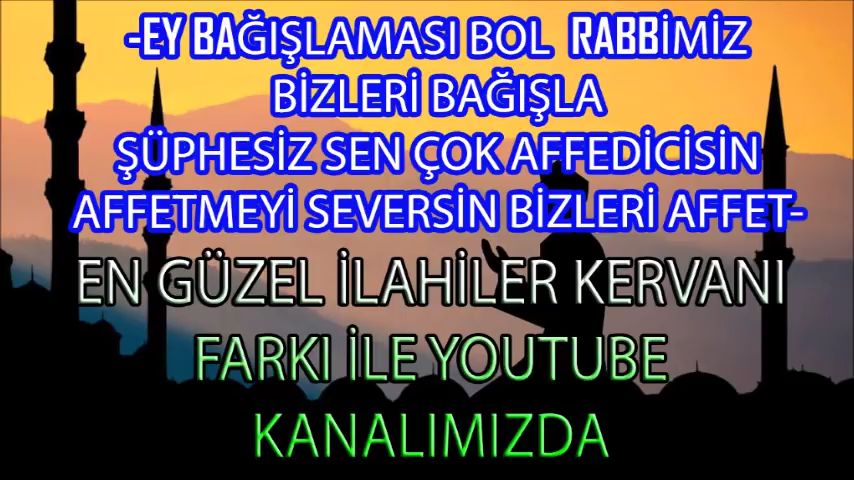 -EY BAĞIŞLAMASI BOL RABBİMİZ
BİZLERİ BAĞIŞLA
ŞÜPHESİZ SEN ÇOK AFFEDİCİSİN
AFFETMEYİ SEVERSİN BİZLERİ AFFET-
EN GÜZEL İLAHİLER KERVANI
FARKI İLE YOUTUBE
KANALIMIZDA